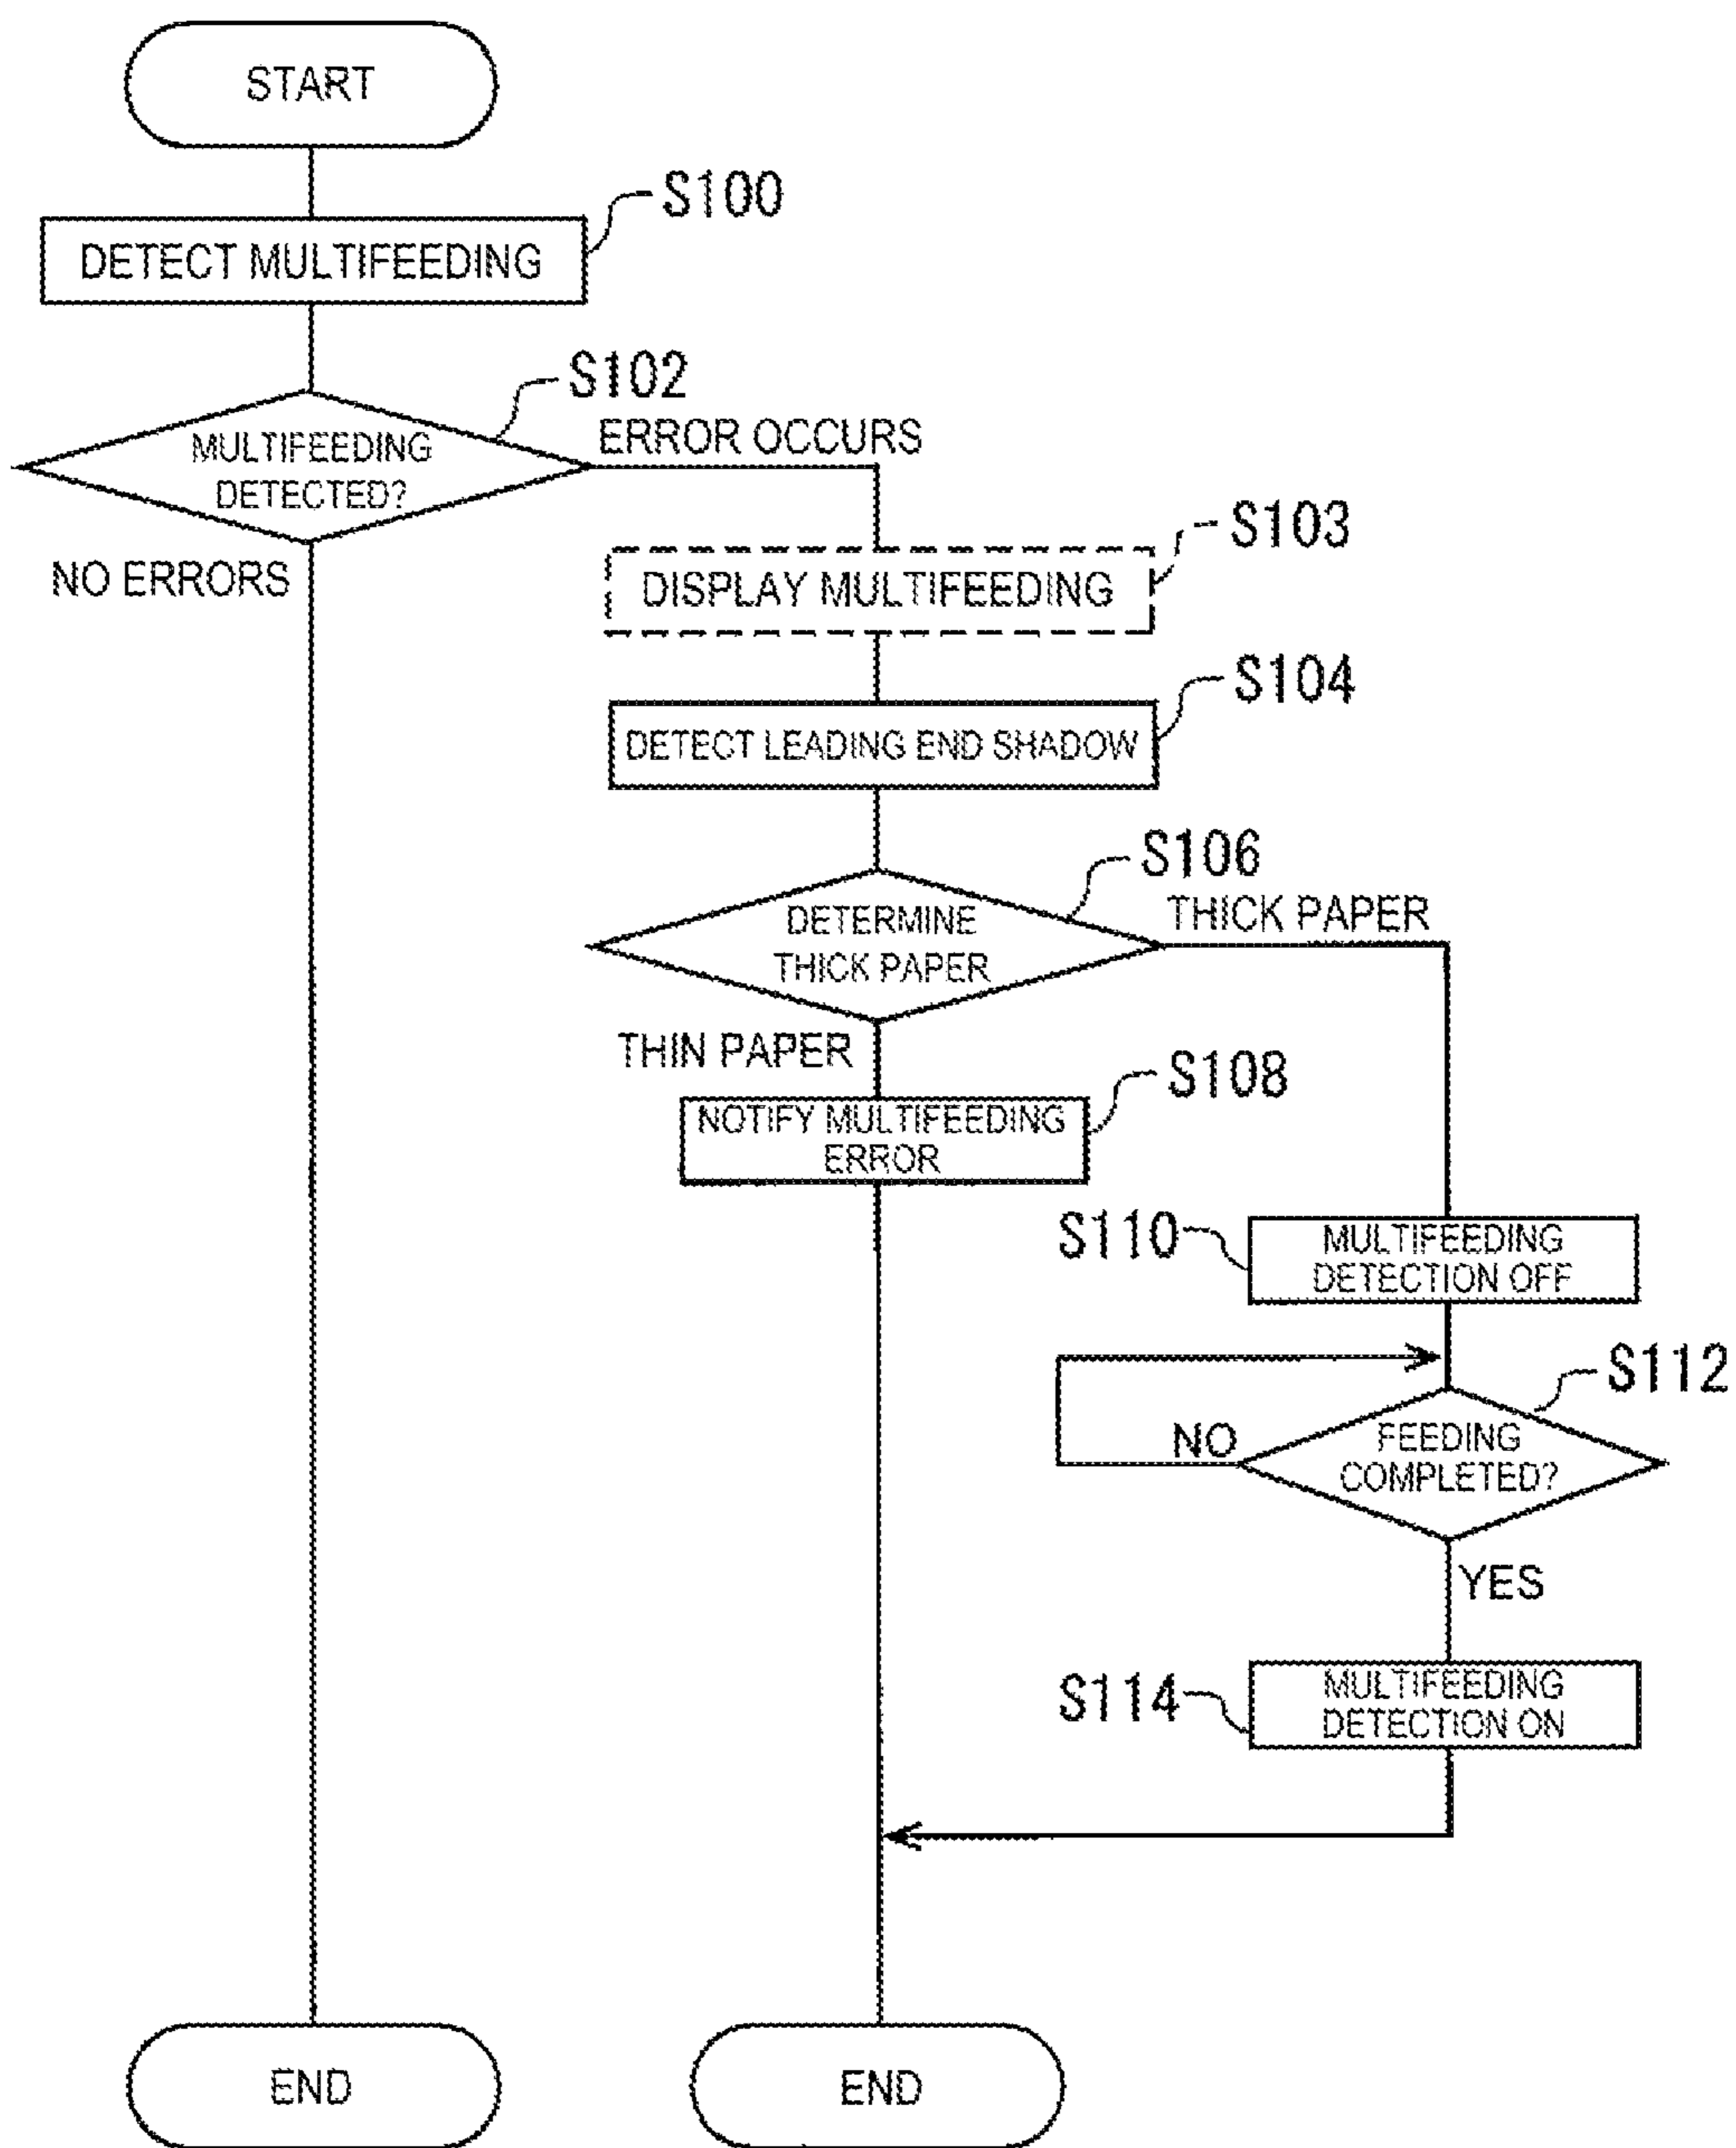 START
S100
DETECT MULTIFEEDING
S102
MULTIFEEDING
DETECTED?
ERROR OCCURS
NO ERRORS
S103
DISPLAY MULTIFEEDING
S104
DETECT LEADING END SHADOW
S106
DETERMINE
THICK PAPER
THICK PAPER
THIN PAPER
S108
NOTIFY MULTIFEEDING
ERROR
S110
MULTIFEEDING
DETECTION OFF
S112
FEEDING
COMPLETED?
NO
YES
S114
MULTIFEEDING
DETECTION ON
END
END